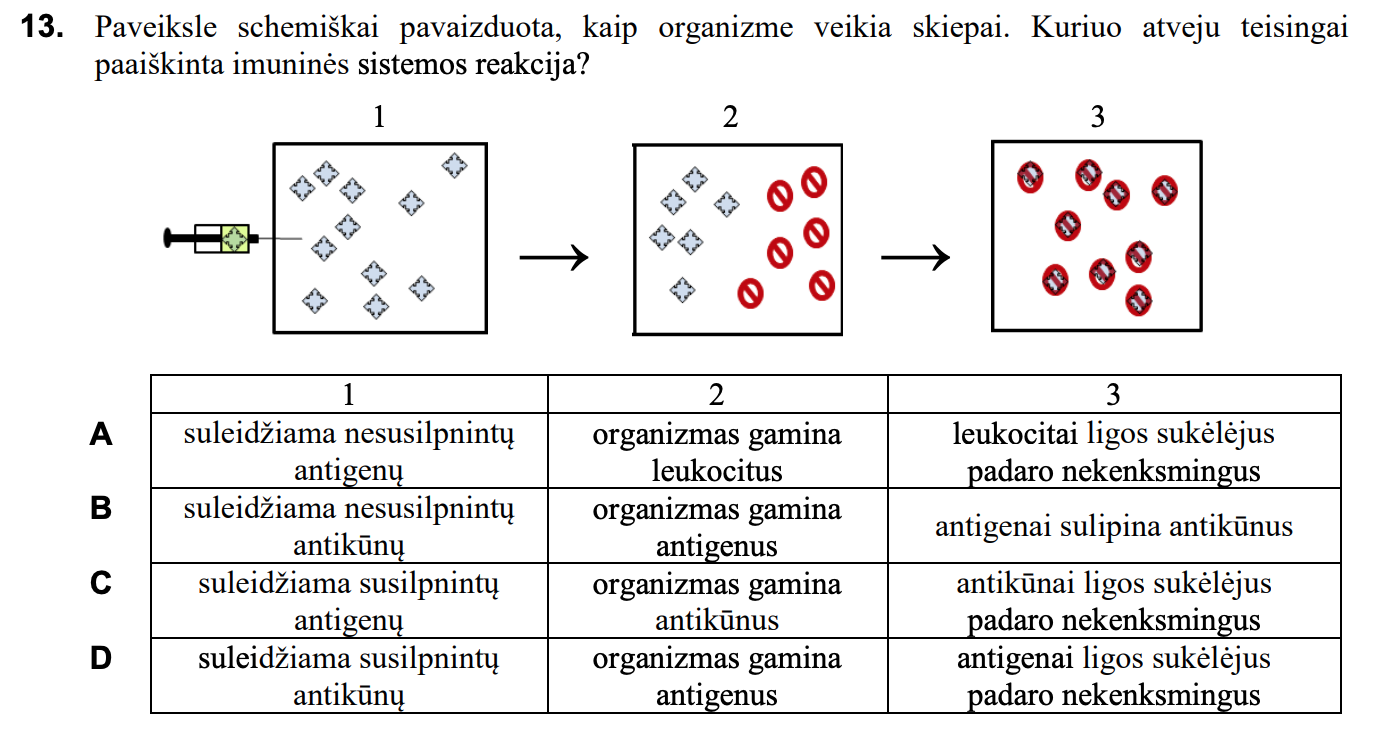 13. Paveiksle schemiškai pavaizduota, kaip organizme veikia skiepai. Kuriuo atveju teisingai
paaiškinta imuninės sistemos reakcija?
1 2 3
1 2 3
A suleidžiama nesusilpnintų organizmas gamina leukocitai ligos sukėlėjus
antigenų leukocitus padaro nekenksmingus
B suleidžiama nesusilpnintų organizmas gamina antigenai sulipina antikūnus
antikūnų antigenus
C suleidžiama susilpnintų organizmas gamina antikūnai ligos sukėlėjus
antigenų antikūnus padaro nekenksmingus
D suleidžiama susilpnintų organizmas gamina antigenai ligos sukėlėjus
antikūnų antigenus padaro nekenksmingus